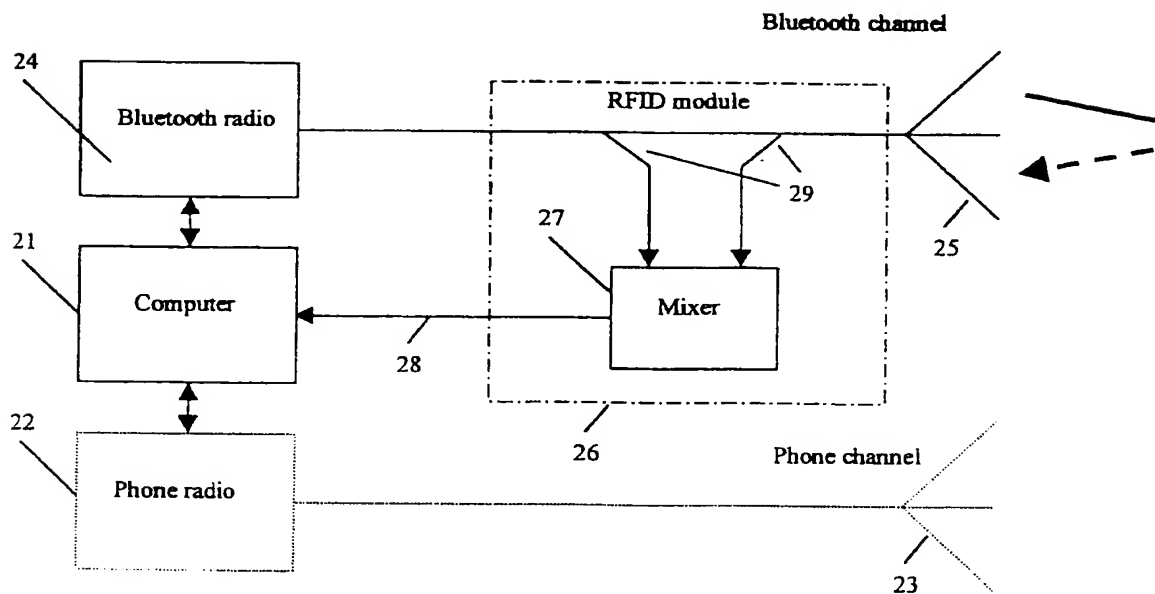 Bluetooth channel
24
RFID module
Bluetooth radio
29
27
25
21
Computer
Mixer
28
22
26
Phone channel
Phone radio
23